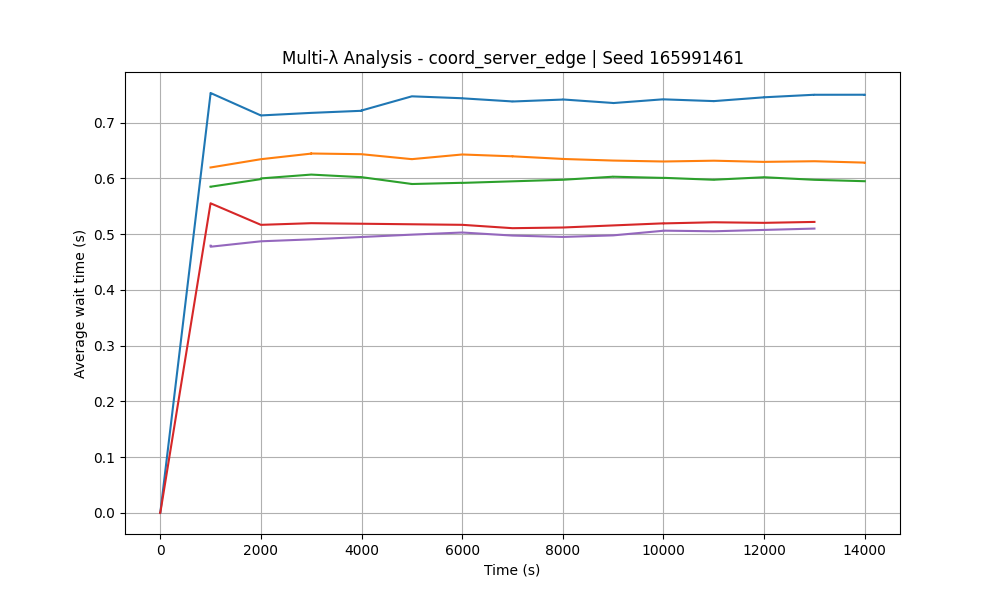 Multi-λ Analysis - coord_server_edge | Seed 165991461
Average wait time (s)
0.7
0.6
0.5
0.4
0.3
0.2
0.1
0.0
0 2000 4000 6000 8000 10000 12000 14000
Time (s)